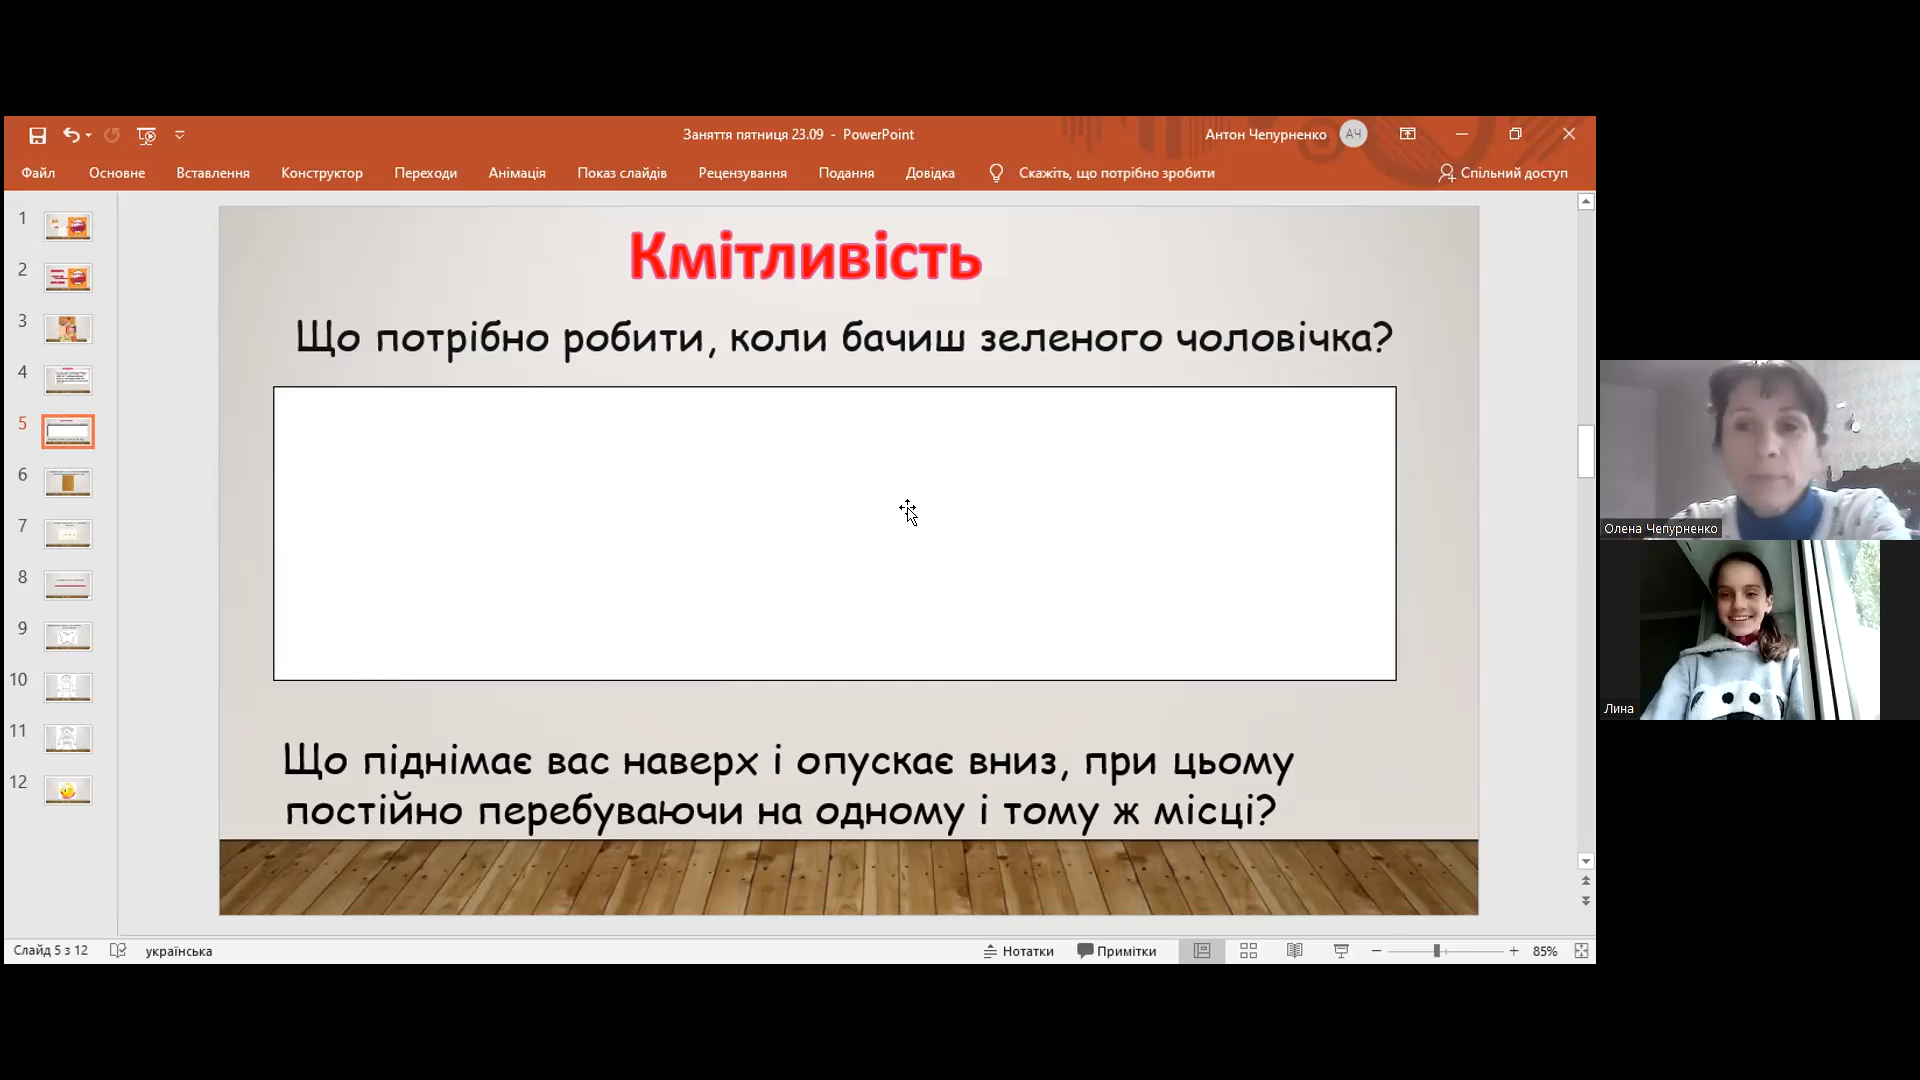 Заняття пятниця 23.09 - PowerPoint
Антон Чепурненко
АЧ
Файл
Основне
Вставлення
Конструктор
Переходи
Анімація
Показ слайдів
Рецензування
Подання
Довідка
Скажіть, що потрібно зробити
Спільний доступ
1
2
3
4
5
6
7
8
9
10
11
12
Кмітливість
Що потрібно робити, коли бачиш зеленого чоловічка?
Що піднімає вас наверх і опускає вниз, при цьому
постійно перебуваючи на одному і тому ж місці?
Олена Чепурненко
Лина
Слайд 5 з 12
українська
Нотатки
Примітки
85%